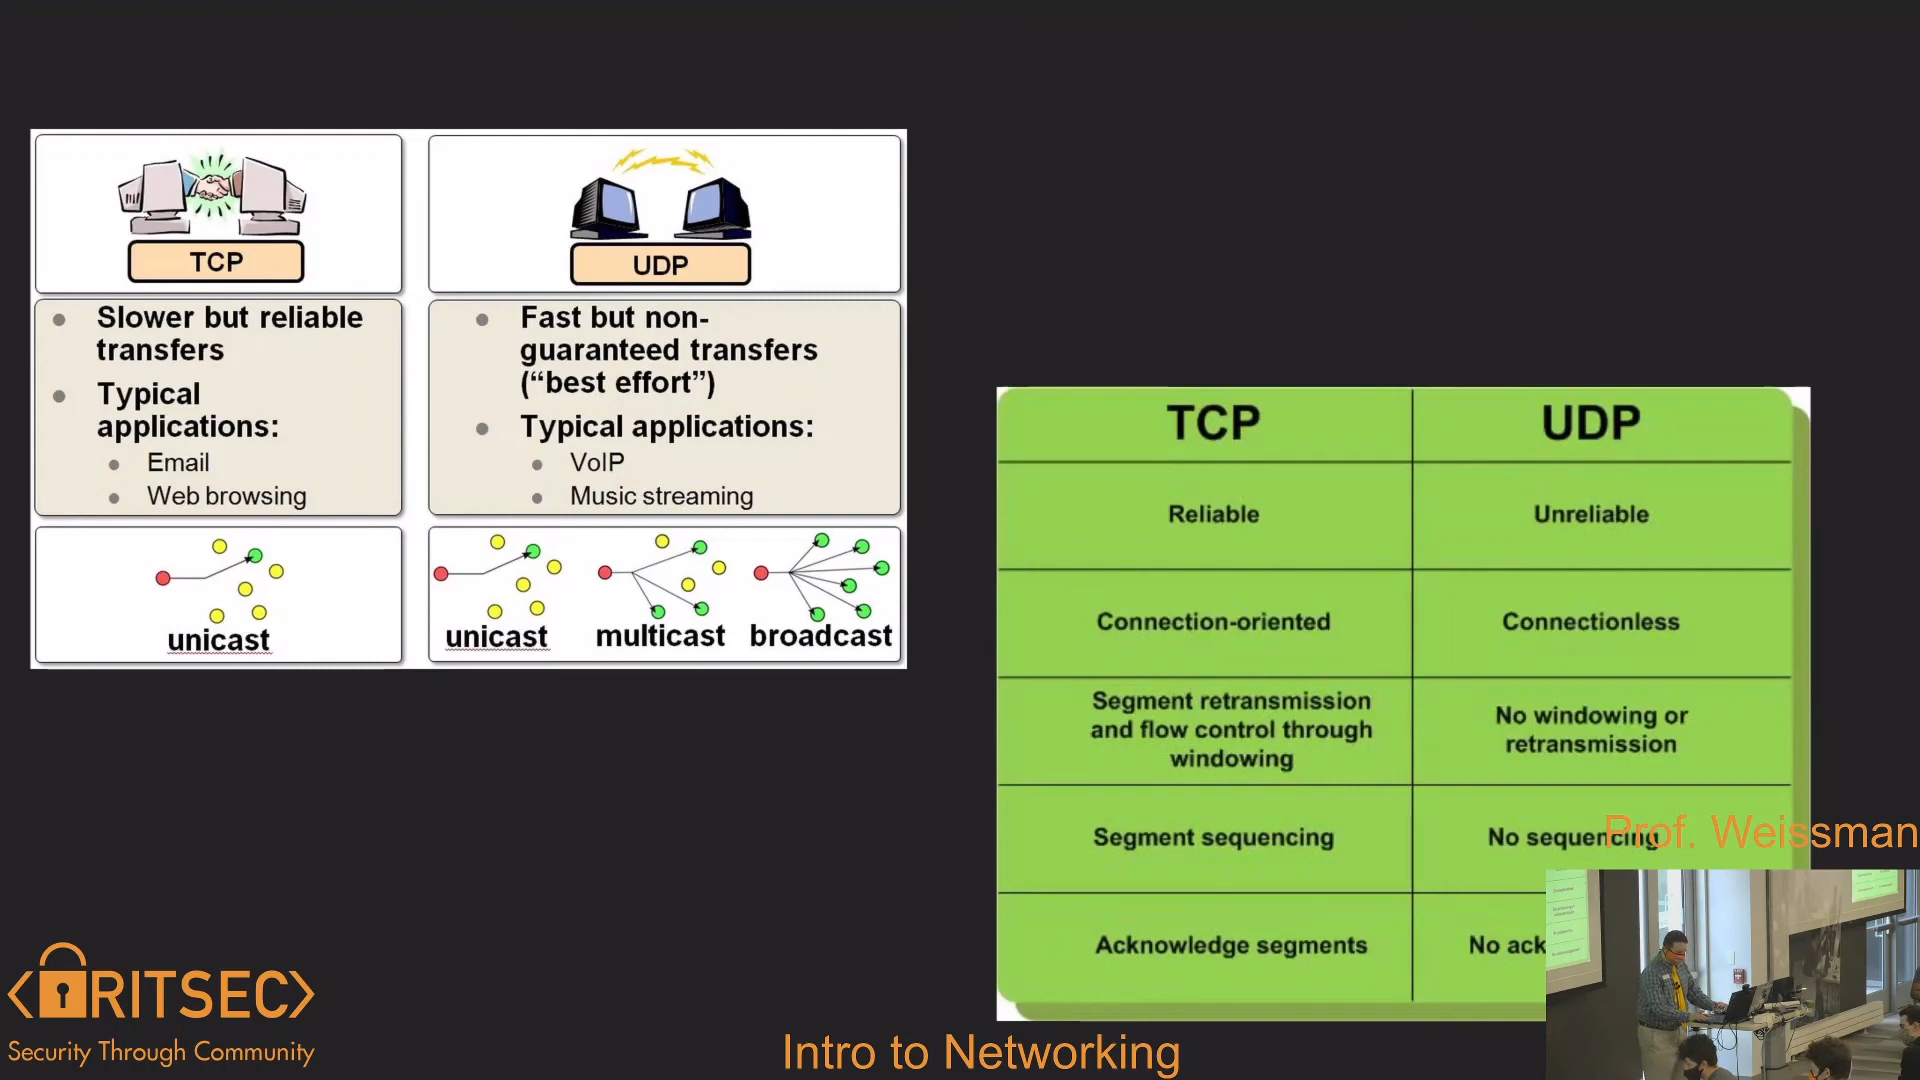 TCP
UDP
Slower but reliable
transfers
Typical
applications:
Email
Web browsing
Fast but non-
guaranteed transfers
(“best effort”)
Typical applications:
VoIP
Music streaming
unicast
unicast
multicast
broadcast
TCP
UDP
Reliable
Unreliable
Connection-oriented
Connectionless
Segment retransmission
and flow control through
windowing
No windowing or
retransmission
Segment sequencing
No sequencing
Prof. Weissman
Acknowledge segments
No ack
RITSEC
Security Through Community
Intro to Networking